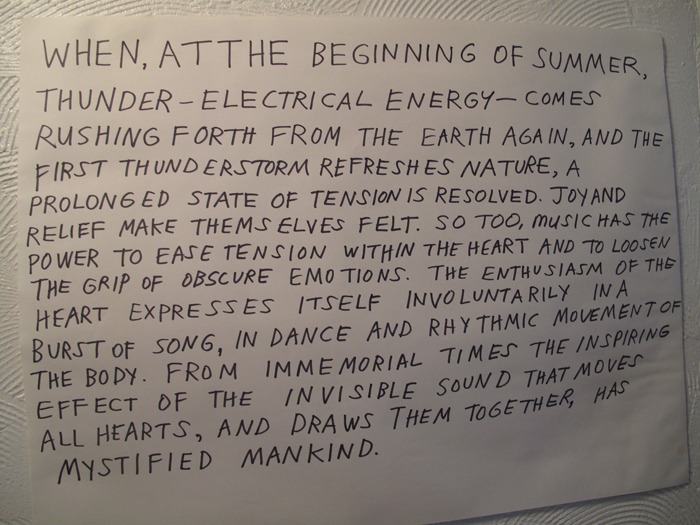 WHEN, AT THE BEGINNING OF SUMMER,
THUNDER - ELECTRICAL ENERGY - COMES
RUSHING FORTH FROM THE EARTH AGAIN, AND THE
FIRST THUNDERSTORM REFRESHES NATURE, A
PROLONGED STATE OF TENSION IS RESOLVED. JOY AND
RELIEF MAKE THEMSELVES FELT. SO TOO, MUSIC HAS THE
POWER TO EASE TENSION WITHIN THE HEART AND TO LOOSEN
THE GRIP OF OBSCURE EMOTIONS. THE ENTHUSIASM OF THE
HEART EXPRESSES ITSELF INVOLUNTARILY IN A
BURST OF SONG, IN DANCE AND RHYTHMIC MOVEMENT OF
THE BODY. FROM IMMEMORIAL TIMES THE INSPIRING
EFFECT OF THE INVISIBLE SOUND THAT MOVES
ALL HEARTS, AND DRAWS THEM TOGETHER, HAS
MYSTIFIED MANKIND.